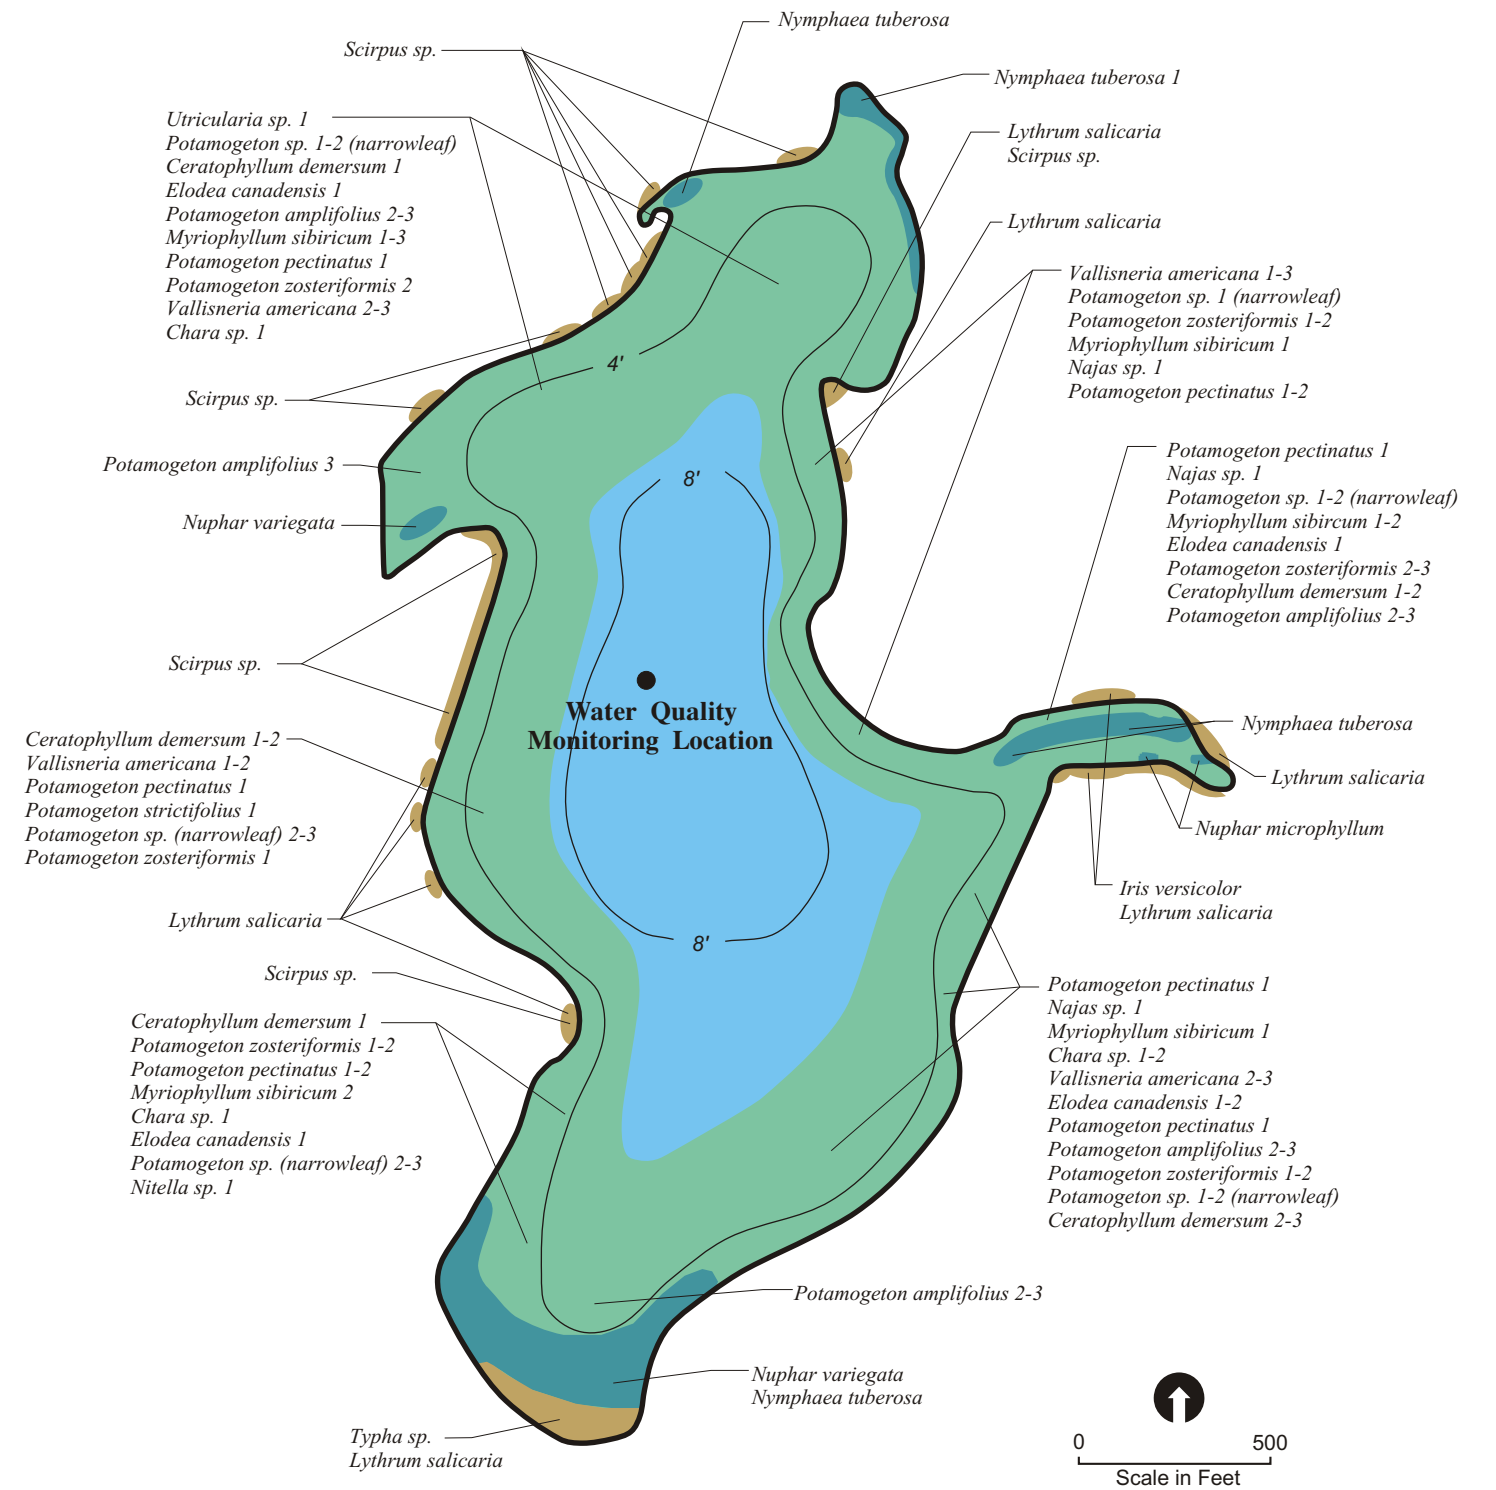 Nymphaea tuberosa
Scirpus sp.
Nymphaea tuberosa 1
Utricularia sp. 1
Potamogeton sp. 1-2 (narrowleaf)
Ceratophyllum demersum 1
Elodea canadensis 1
Potamogeton amplifolius 2-3
Myriophyllum sibiricum 1-3
Potamogeton pectinatus 1
Potamogeton zosteriformis 2
Vallisneria americana 2-3
Chara sp. 1
Lythrum salicaria
Scirpus sp.
Lythrum salicaria
Vallisneria americana 1-3
Potamogeton sp. 1 (narrowleaf)
Potamogeton zosteriformis 1-2
Myriophyllum sibiricum 1
Najas sp. 1
Potamogeton pectinatus 1-2
4'
Scirpus sp.
Potamogeton amplifolius 3
Nuphar variegata
8'
Potamogeton pectinatus 1
Najas sp. 1
Potamogeton sp. 1-2 (narrowleaf)
Myriophyllum sibircum 1-2
Elodea canadensis 1
Potamogeton zosteriformis 2-3
Ceratophyllum demersum 1-2
Potamogeton amplifolius 2-3
Scirpus sp.
Water Quality
Monitoring Location
Nymphaea tuberosa
Lythrum salicaria
Nuphar microphyllum
Iris versicolor
Lythrum salicaria
Ceratophyllum demersum 1-2
Vallisneria americana 1-2
Potamogeton pectinatus 1
Potamogeton strictifolius 1
Potamogeton sp. (narrowleaf) 2-3
Potamogeton zosteriformis 1
Lythrum salicaria
8'
Scirpus sp.
Ceratophyllum demersum 1
Potamogeton zosteriformis 1-2
Potamogeton pectinatus 1-2
Myriophyllum sibiricum 2
Chara sp. 1
Elodea canadensis 1
Potamogeton sp. (narrowleaf) 2-3
Nitella sp. 1
Potamogeton pectinatus 1
Najas sp. 1
Myriophyllum sibiricum 1
Chara sp. 1-2
Vallisneria americana 2-3
Elodea canadensis 1-2
Potamogeton pectinatus 1
Potamogeton amplifolius 2-3
Potamogeton zosteriformis 1-2
Potamogeton sp. 1-2 (narrowleaf)
Ceratophyllum demersum 2-3
Potamogeton amplifolius 2-3
Nuphar variegata
Nymphaea tuberosa
Typha sp.
Lythrum salicaria
0 500
Scale in Feet